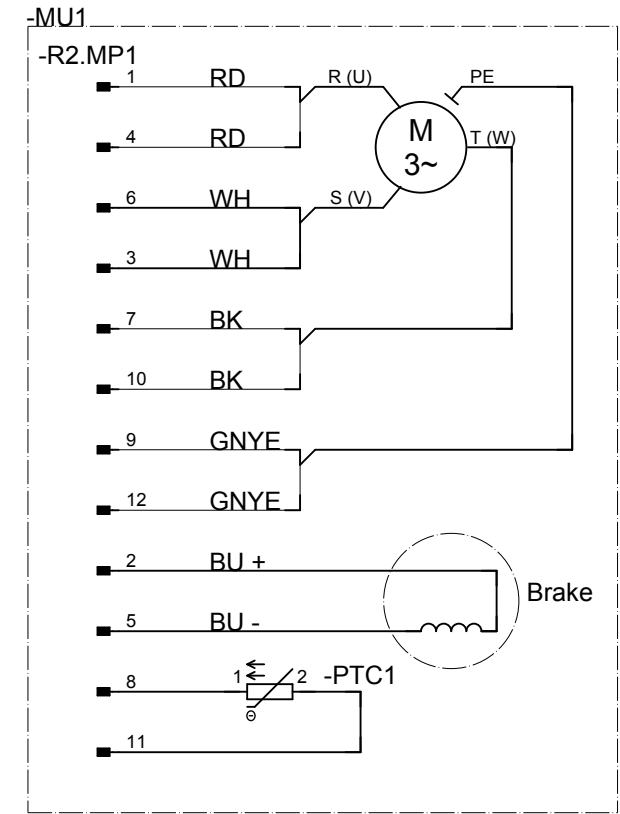 -MU1
-R2.MP1
1 RD R (U) PE
4 RD M T (W)
3~
6 WH S (V)
3 WH
7 BK
10 BK
9 GNYE
12 GNYE
2 BU +
Brake
5 BU -
8 1 2 -PTC1
Θ
11